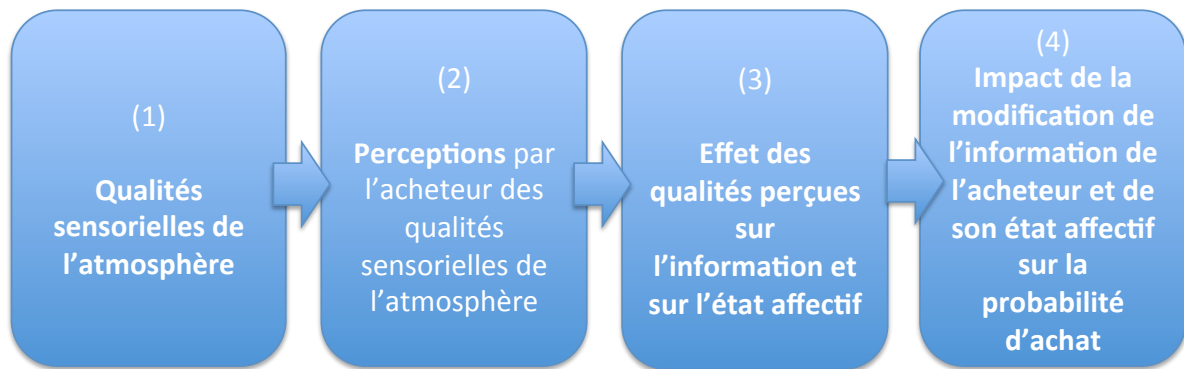 (1)
Qualités
sensorielles de
l’atmosphère
(2)
Perceptions par
l’acheteur des
qualités
sensorielles de
l’atmosphère
(3)
Effet des
qualités perçues
sur
l’information et
sur l’état affectif
(4)
Impact de la
modification de
l’information de
l’acheteur et de
son état affectif
sur la
probabilité
d’achat